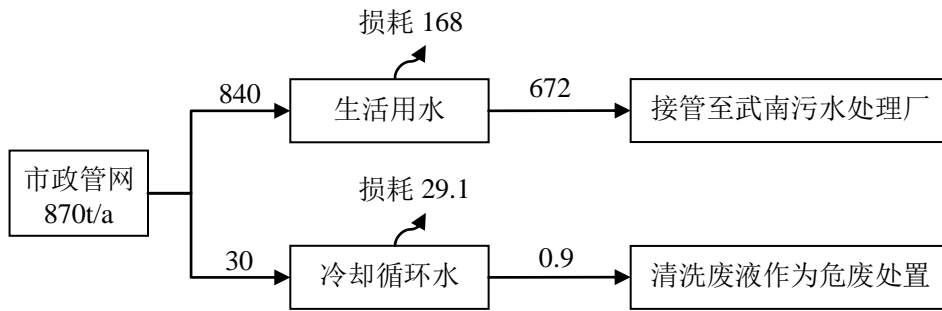 损耗 168
840
生活用水
672
接管至武南污水处理厂
市政管网
870t/a
损耗 29.1
30
冷却循环水
0.9
清洗废液作为危废处置